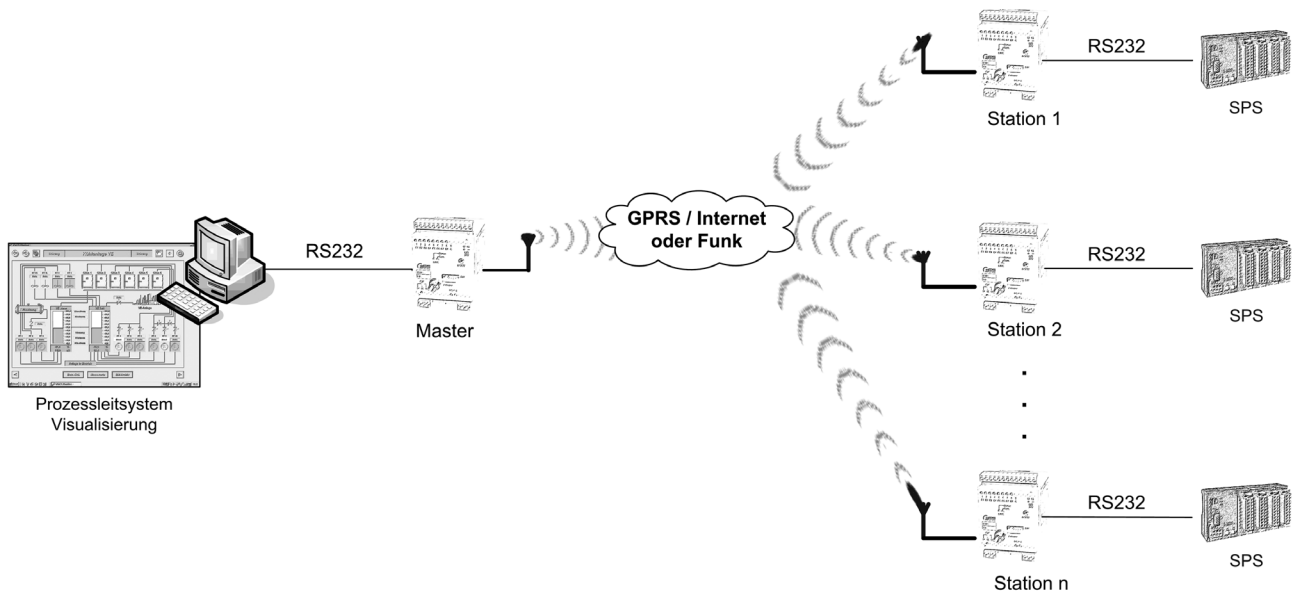 RS232
Station 1
SPS
GPRS / Internet
oder Funk
RS232
Master
RS232
Station 2
SPS
Prozessleitsystem
Visualisierung
RS232
Station n
SPS